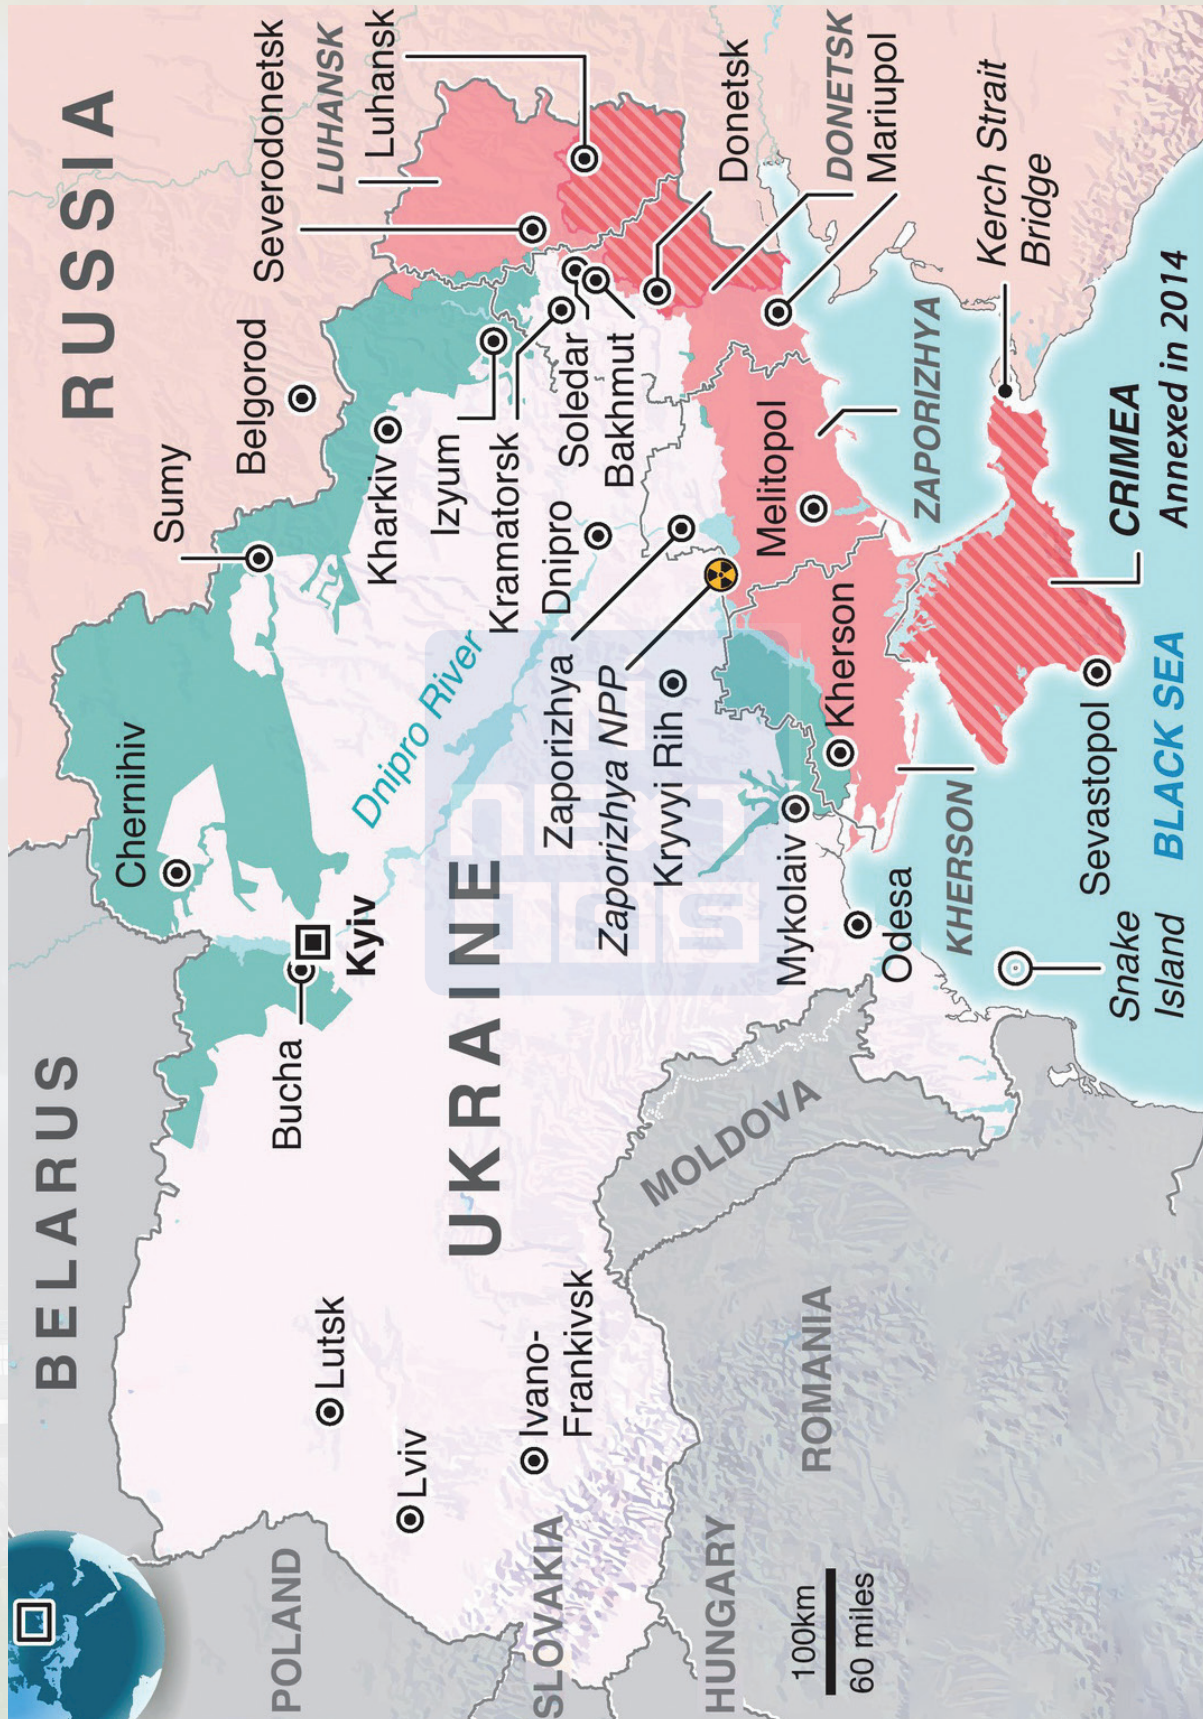 RUSSIA
BELARUS
UKRAINE
POLAND
SLOVAKIA
HUNGARY
ROMANIA
MOLDOVA
Chernihiv
Sumy
Belgorod
Severodonetsk
LUHANSK
Luhansk
Bucha
Kyiv
Lutsk
Lviv
Ivano-
Frankivsk
Dnipro River
Kharkiv
Izyum
Kramatorsk
Soledar
Bakhmut
Dnipro
Zaporizhya
Zaporizhya NPP
Kryvyi Rih
Donetsk
DONETSK
Mariupol
Melitopol
ZAPORIZHYA
Kherson
KHERSON
Mykolaiv
Odesa
Kerch Strait
Bridge
CRIMEA
Annexed in 2014
Sevastopol
BLACK SEA
Snake
Island
100km
60 miles
N
NEXT
IAS